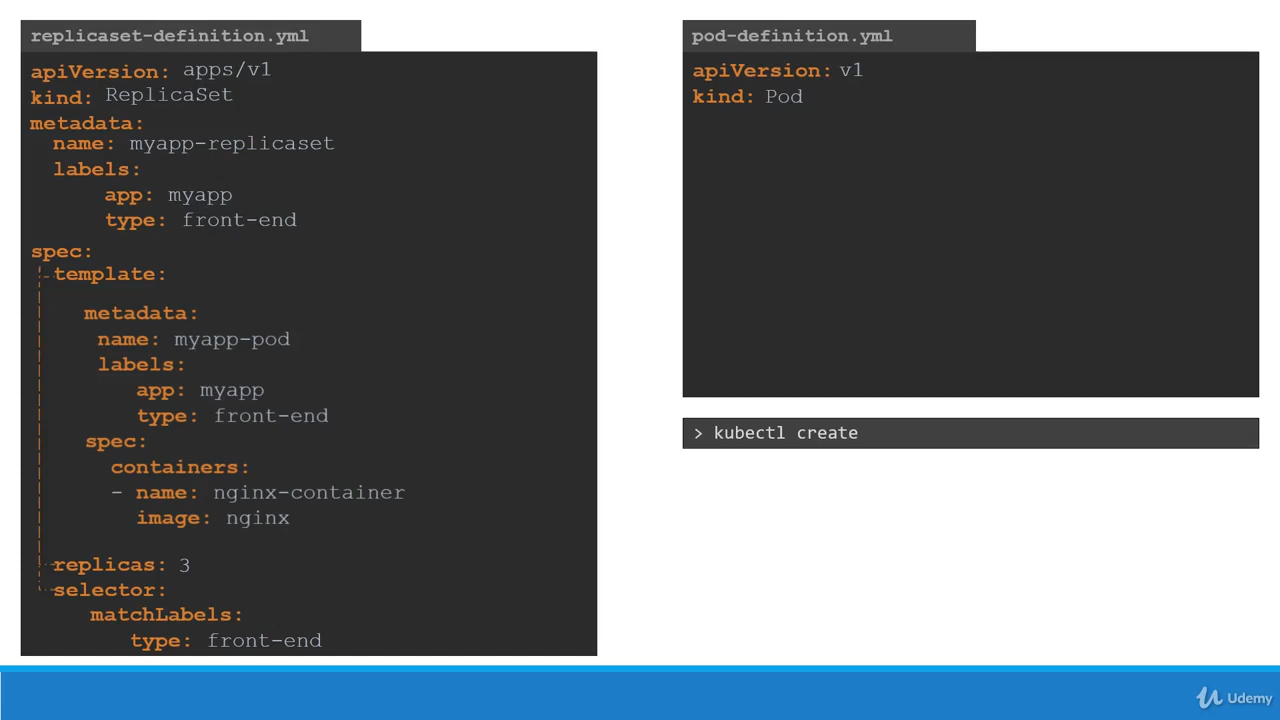 replicaset-definition.yml
apiVersion: apps/v1
kind: ReplicaSet
metadata:
name: myapp-replicaset
labels:
app: myapp
type: front-end
spec:
template:
metadata:
name: myapp-pod
labels:
app: myapp
type: front-end
spec:
containers:
- name: nginx-container
image: nginx
replicas: 3
selector:
matchLabels:
type: front-end
pod-definition.yml
apiVersion: v1
kind: Pod
> kubectl create
Udemy